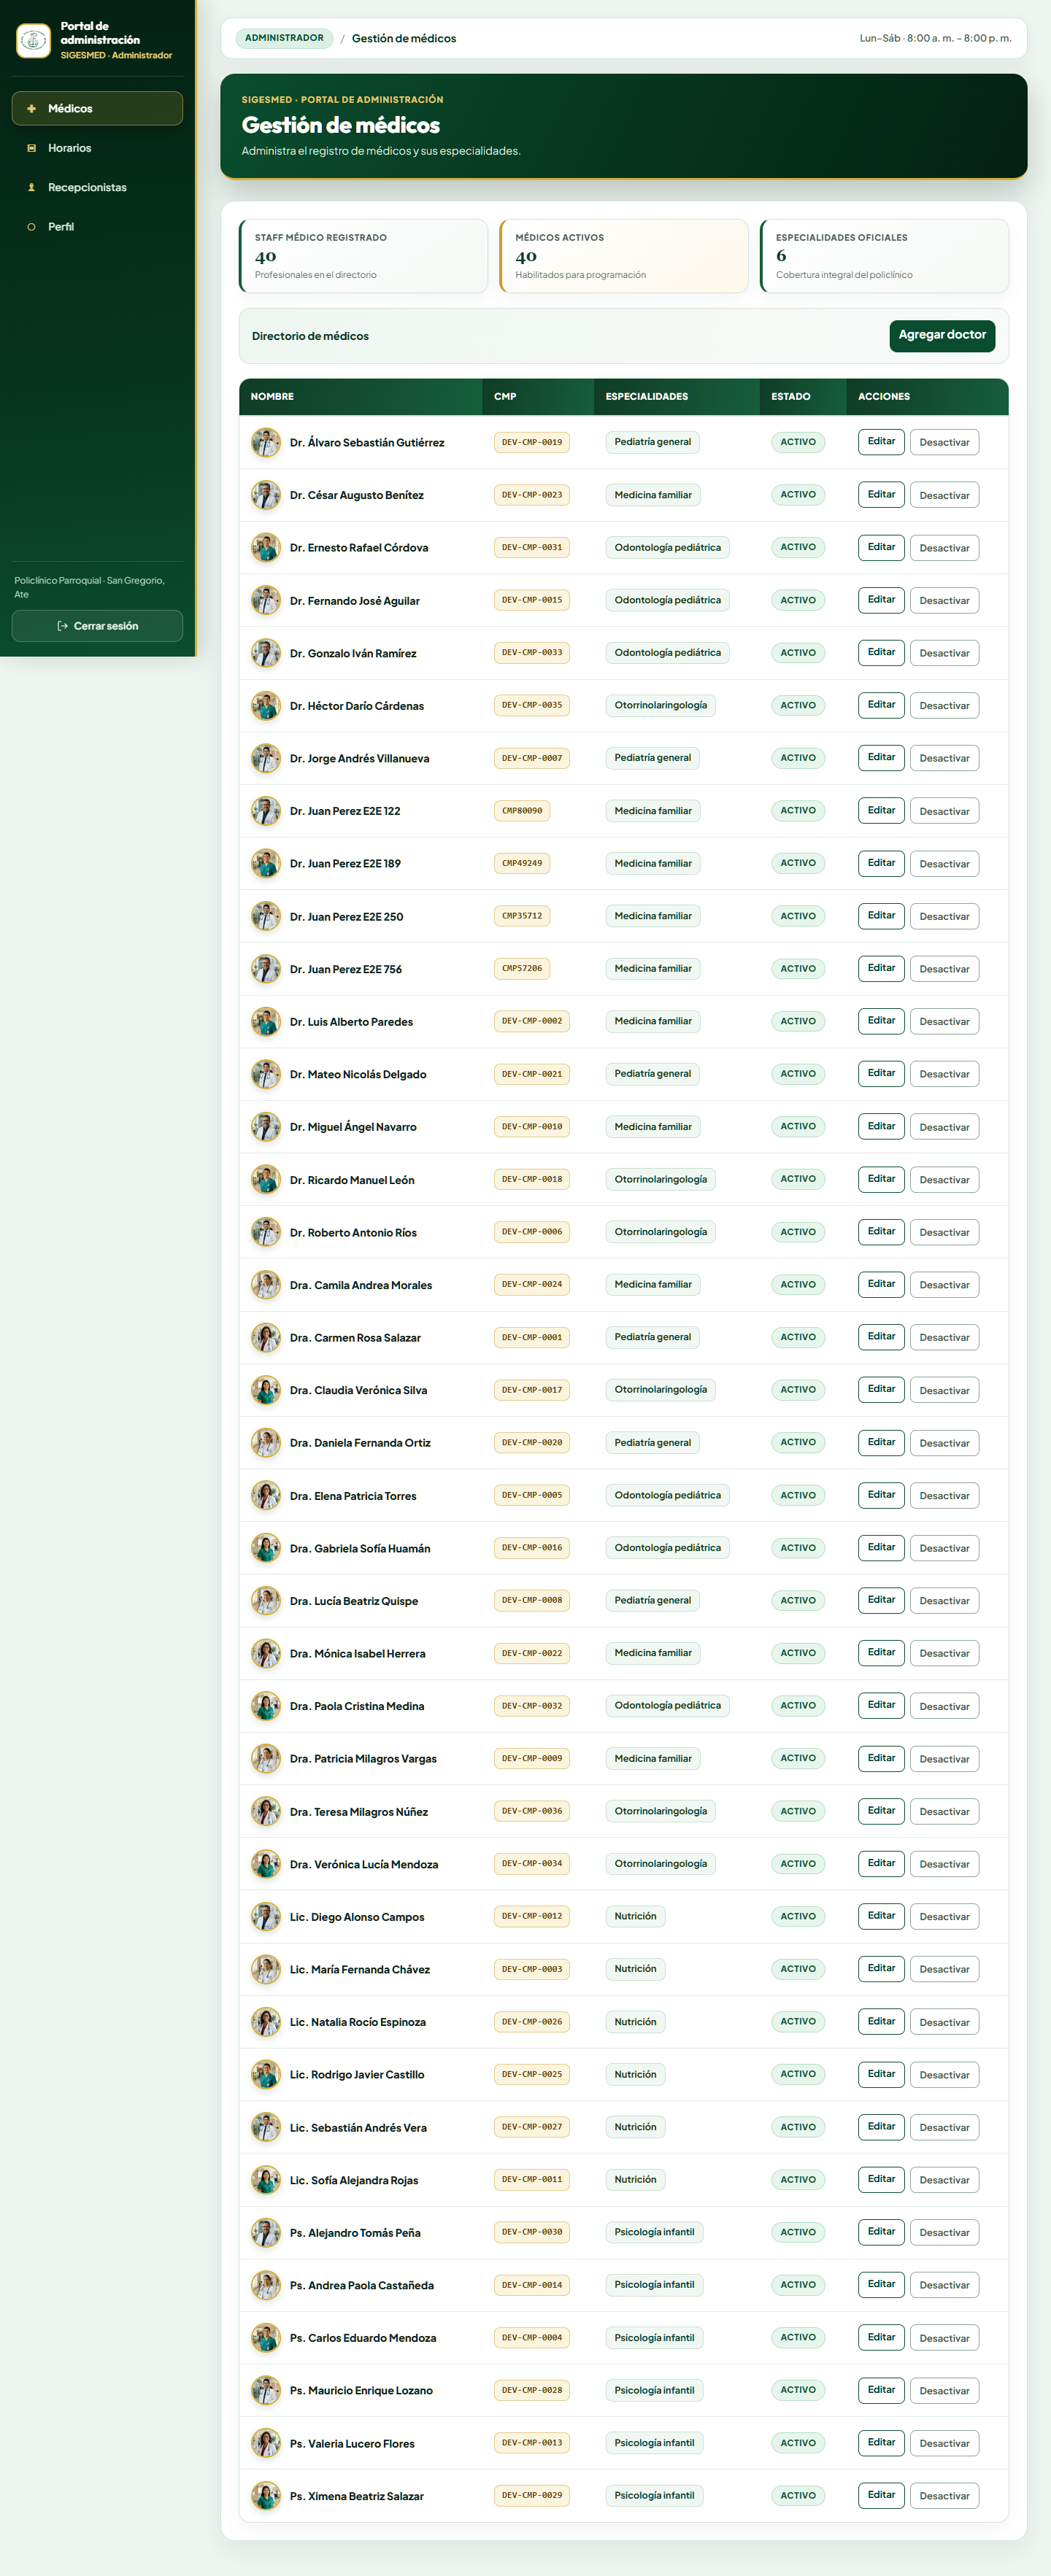 Portal de
administración
SIGESMED · Administrador
Médicos
Horarios
Recepcionistas
Perfil
Policlínico Parroquial · San Gregorio,
Ate
Cerrar sesión
ADMINISTRADOR / Gestión de médicos
Lun–Sáb · 8:00 a. m. – 8:00 p. m.
SIGESMED · PORTAL DE ADMINISTRACIÓN
Gestión de médicos
Administra el registro de médicos y sus especialidades.
STAFF MÉDICO REGISTRADO
40
Profesionales en el directorio
MÉDICOS ACTIVOS
40
Habilitados para programación
ESPECIALIDADES OFICIALES
6
Cobertura integral del policlínico
Directorio de médicos
Agregar doctor
NOMBRE CMP ESPECIALIDADES ESTADO ACCIONES
Dr. Álvaro Sebastián Gutiérrez DEV-CMP-0019 Pediatría general ACTIVO Editar Desactivar
Dr. César Augusto Benítez DEV-CMP-0023 Medicina familiar ACTIVO Editar Desactivar
Dr. Ernesto Rafael Córdova DEV-CMP-0031 Odontología pediátrica ACTIVO Editar Desactivar
Dr. Fernando José Aguilar DEV-CMP-0015 Odontología pediátrica ACTIVO Editar Desactivar
Dr. Gonzalo Iván Ramírez DEV-CMP-0033 Odontología pediátrica ACTIVO Editar Desactivar
Dr. Héctor Darío Cárdenas DEV-CMP-0035 Otorrinolaringología ACTIVO Editar Desactivar
Dr. Jorge Andrés Villanueva DEV-CMP-0007 Pediatría general ACTIVO Editar Desactivar
Dr. Juan Perez E2E 122 CMP80090 Medicina familiar ACTIVO Editar Desactivar
Dr. Juan Perez E2E 189 CMP49249 Medicina familiar ACTIVO Editar Desactivar
Dr. Juan Perez E2E 250 CMP35712 Medicina familiar ACTIVO Editar Desactivar
Dr. Juan Perez E2E 756 CMP57206 Medicina familiar ACTIVO Editar Desactivar
Dr. Luis Alberto Paredes DEV-CMP-0002 Medicina familiar ACTIVO Editar Desactivar
Dr. Mateo Nicolás Delgado DEV-CMP-0021 Pediatría general ACTIVO Editar Desactivar
Dr. Miguel Ángel Navarro DEV-CMP-0010 Medicina familiar ACTIVO Editar Desactivar
Dr. Ricardo Manuel León DEV-CMP-0018 Otorrinolaringología ACTIVO Editar Desactivar
Dr. Roberto Antonio Ríos DEV-CMP-0006 Otorrinolaringología ACTIVO Editar Desactivar
Dra. Camila Andrea Morales DEV-CMP-0024 Medicina familiar ACTIVO Editar Desactivar
Dra. Carmen Rosa Salazar DEV-CMP-0001 Pediatría general ACTIVO Editar Desactivar
Dra. Claudia Verónica Silva DEV-CMP-0017 Otorrinolaringología ACTIVO Editar Desactivar
Dra. Daniela Fernanda Ortiz DEV-CMP-0020 Pediatría general ACTIVO Editar Desactivar
Dra. Elena Patricia Torres DEV-CMP-0005 Odontología pediátrica ACTIVO Editar Desactivar
Dra. Gabriela Sofía Huamán DEV-CMP-0016 Odontología pediátrica ACTIVO Editar Desactivar
Dra. Lucía Beatriz Quispe DEV-CMP-0008 Pediatría general ACTIVO Editar Desactivar
Dra. Mónica Isabel Herrera DEV-CMP-0022 Medicina familiar ACTIVO Editar Desactivar
Dra. Paola Cristina Medina DEV-CMP-0032 Odontología pediátrica ACTIVO Editar Desactivar
Dra. Patricia Milagros Vargas DEV-CMP-0009 Medicina familiar ACTIVO Editar Desactivar
Dra. Teresa Milagros Núñez DEV-CMP-0036 Otorrinolaringología ACTIVO Editar Desactivar
Dra. Verónica Lucía Mendoza DEV-CMP-0034 Otorrinolaringología ACTIVO Editar Desactivar
Lic. Diego Alonso Campos DEV-CMP-0012 Nutrición ACTIVO Editar Desactivar
Lic. María Fernanda Chávez DEV-CMP-0003 Nutrición ACTIVO Editar Desactivar
Lic. Natalia Rocío Espinoza DEV-CMP-0026 Nutrición ACTIVO Editar Desactivar
Lic. Rodrigo Javier Castillo DEV-CMP-0025 Nutrición ACTIVO Editar Desactivar
Lic. Sebastián Andrés Vera DEV-CMP-0027 Nutrición ACTIVO Editar Desactivar
Lic. Sofía Alejandra Rojas DEV-CMP-0011 Nutrición ACTIVO Editar Desactivar
Ps. Alejandro Tomás Peña DEV-CMP-0030 Psicología infantil ACTIVO Editar Desactivar
Ps. Andrea Paola Castañeda DEV-CMP-0014 Psicología infantil ACTIVO Editar Desactivar
Ps. Carlos Eduardo Mendoza DEV-CMP-0004 Psicología infantil ACTIVO Editar Desactivar
Ps. Mauricio Enrique Lozano DEV-CMP-0028 Psicología infantil ACTIVO Editar Desactivar
Ps. Valeria Lucero Flores DEV-CMP-0013 Psicología infantil ACTIVO Editar Desactivar
Ps. Ximena Beatriz Salazar DEV-CMP-0029 Psicología infantil ACTIVO Editar Desactivar